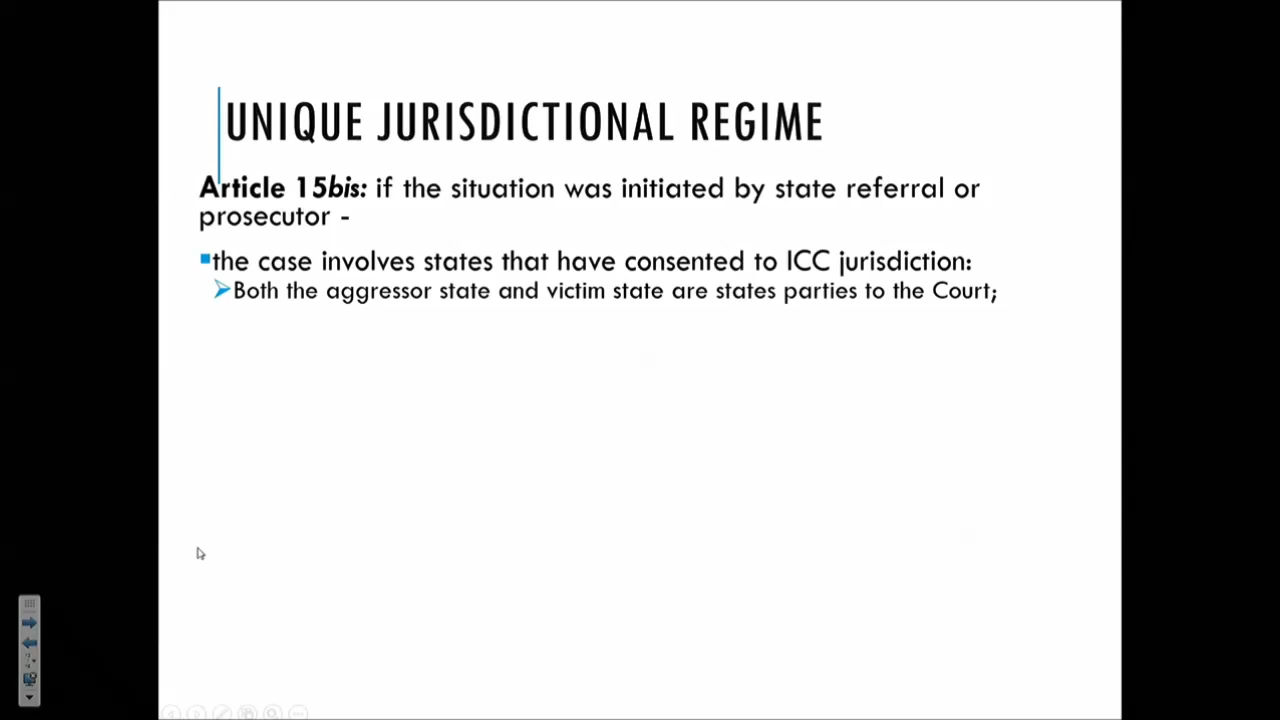 UNIQUE JURISDICTIONAL REGIME
Article 15bis: if the situation was initiated by state referral or
prosecutor -
the case involves states that have consented to ICC jurisdiction:
Both the aggressor state and victim state are states parties to the Court;